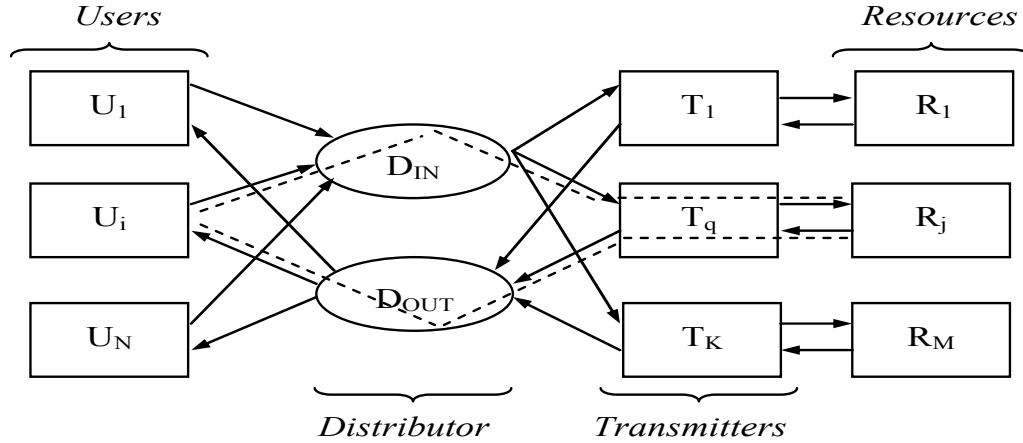 Users Resources
U1 T1 R1
DIN
Ui Tq Rj
DOUT
UN TK RM
Distributor Transmitters